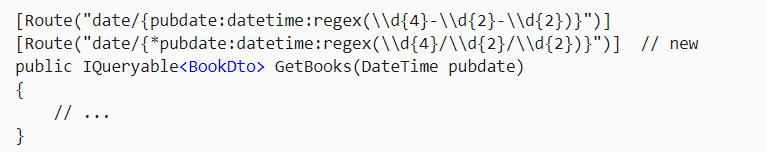 [Route("date/{pubdate:datetime:regex(\\d{4}-\\d{2}-\\d{2})}")]
[Route("date/{*pubdate:datetime:regex(\\d{4}/\\d{2}/\\d{2})}")]  // new
public IQueryable<BookDto> GetBooks(DateTime pubdate)
{
    // ...
}